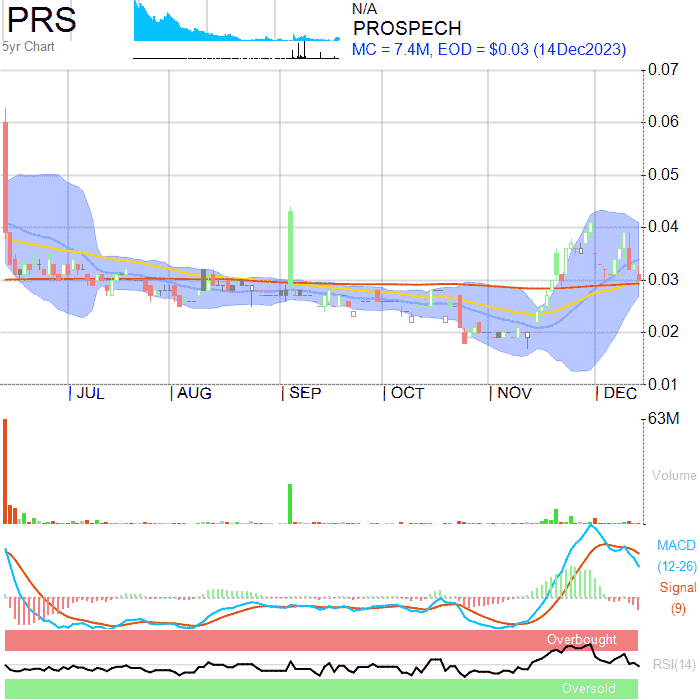 PRS
5yr Chart
N/A
PROSPECH
MC = 7.4M, EOD = $0.03 (14Dec2023)
0.07
0.06
0.05
0.04
0.03
0.02
0.01
JUL AUG SEP OCT NOV DEC
63M
Volume
MACD
(12-26)
Signal
(9)
Overbought
RSI(14)
Oversold